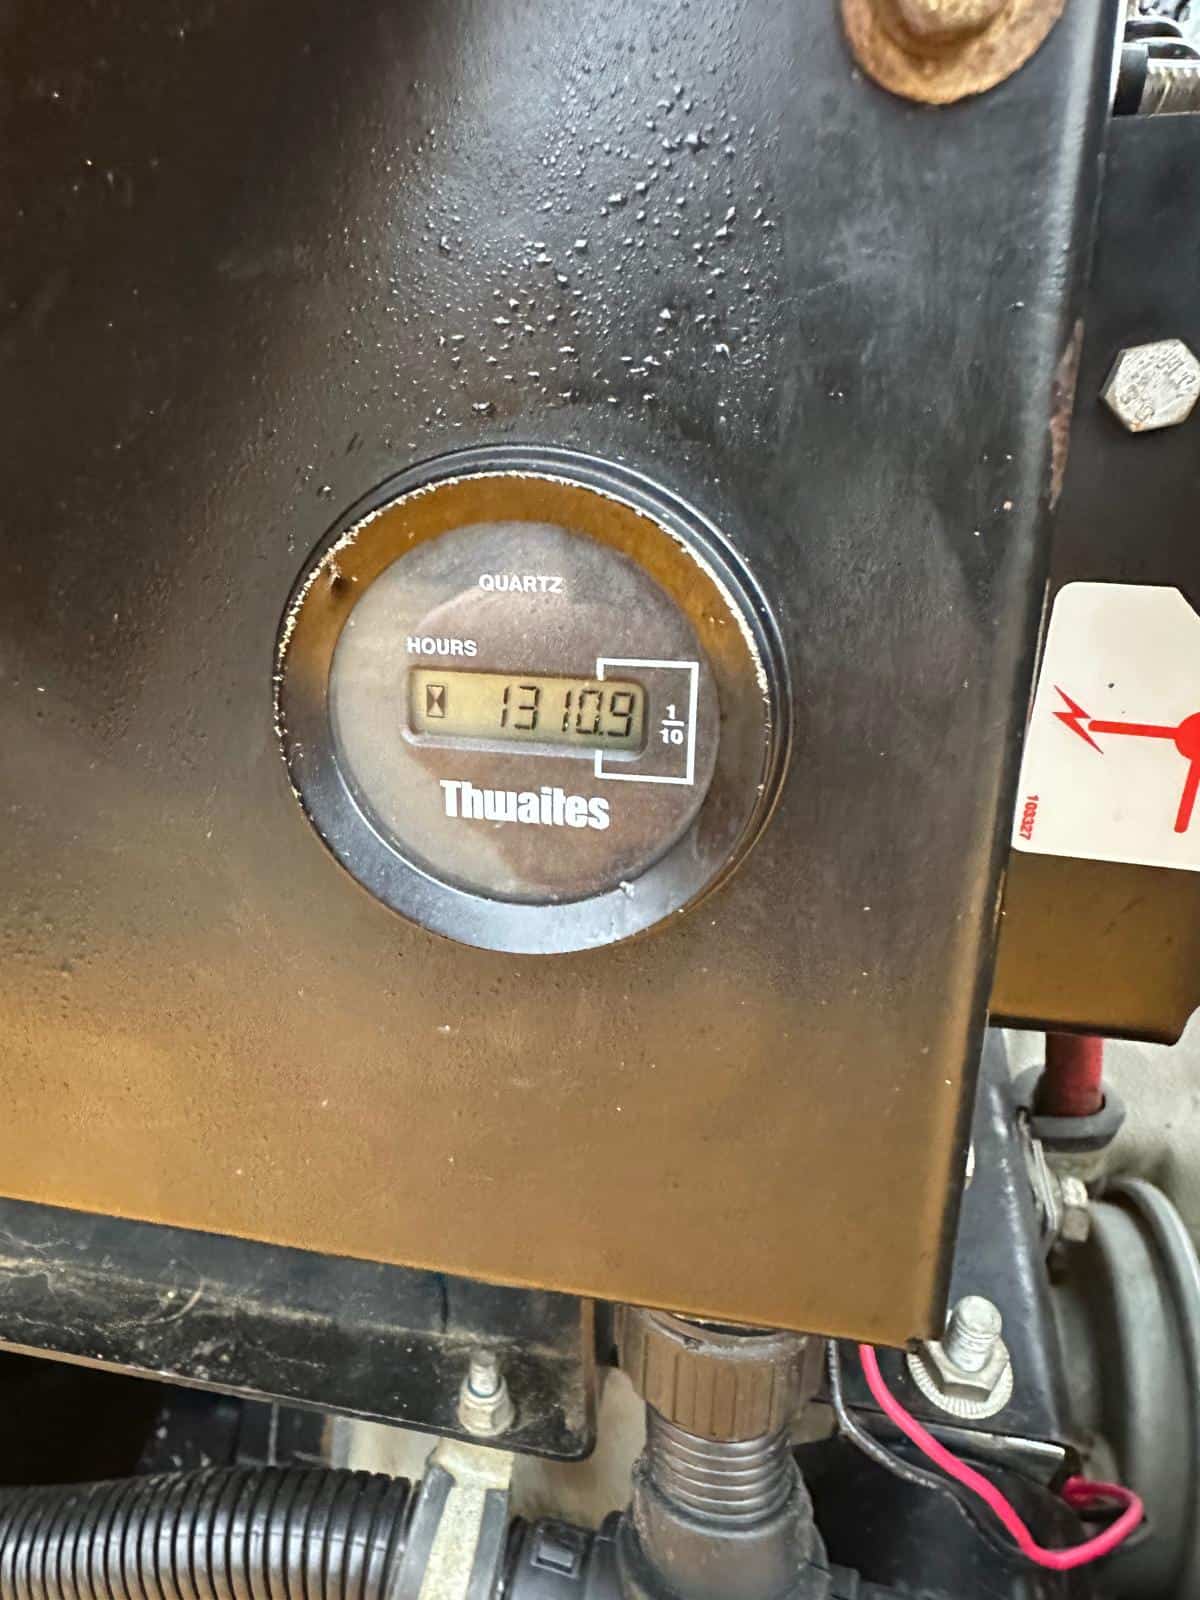 QUARTZ
HOURS
1310.9
1
10
Thwaites
103327